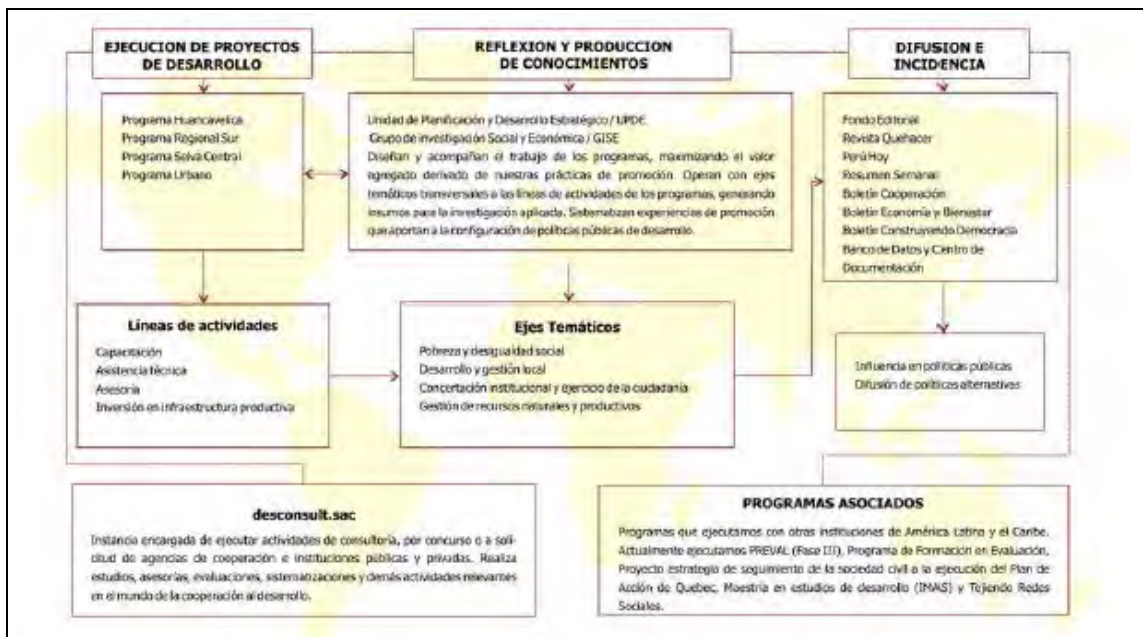 EJECUCION DE PROYECTOS
DE DESARROLLO
REFLEXION Y PRODUCCION
DE CONOCIMIENTOS
DIFUSION E
INCIDENCIA
Programa Huancavelica
Programa Regional Sur
Programa Selva Central
Programa Urbano
Unidad de Planificación y Desarrollo Estratégico / UPDE
Grupo de investigación Social y Económica / GISE
Diseñan y acompañan el trabajo de los programas, maximizando el valor
agregado derivado de nuestras prácticas de promoción. Operan con ejes
temáticos transversales a las líneas de actividades de los programas, generando
insumos para la investigación aplicada. Sistematizan experiencias de promoción
que aportan a la configuración de políticas públicas de desarrollo.
Fondo Editorial
Revista Quehacer
Perú Hoy
Resumen Semanal
Boletín Cooperación
Boletín Economía y Bienestar
Boletín Construyendo Democracia
Banco de Datos y Centro de
Documentación
Líneas de actividades
Capacitación
Asistencia técnica
Asesoría
Inversión en infraestructura productiva
Ejes Temáticos
Pobreza y desigualdad social
Desarrollo y gestión local
Concertación institucional y ejercicio de la ciudadanía
Gestión de recursos naturales y productivos
Influencia en políticas públicas
Difusión de políticas alternativas
desconsult.sac
Instancia encargada de ejecutar actividades de consultoría, por concurso o a soli-
citud de agencias de cooperación e instituciones públicas y privadas. Realiza
estudios, asesorías, evaluaciones, sistematizaciones y demás actividades relevantes
en el mundo de la cooperación al desarrollo.
PROGRAMAS ASOCIADOS
Programas que ejecutamos con otras instituciones de América Latina y el Caribe.
Actualmente ejecutamos PREVAL (Fase III), Programa de Formación en Evaluación,
Proyecto estrategia de seguimiento de la sociedad civil a la ejecución del Plan de
Acción de Quebec, Maestría en estudios de desarrollo (IMAS) y Tejiendo Redes
Sociales.